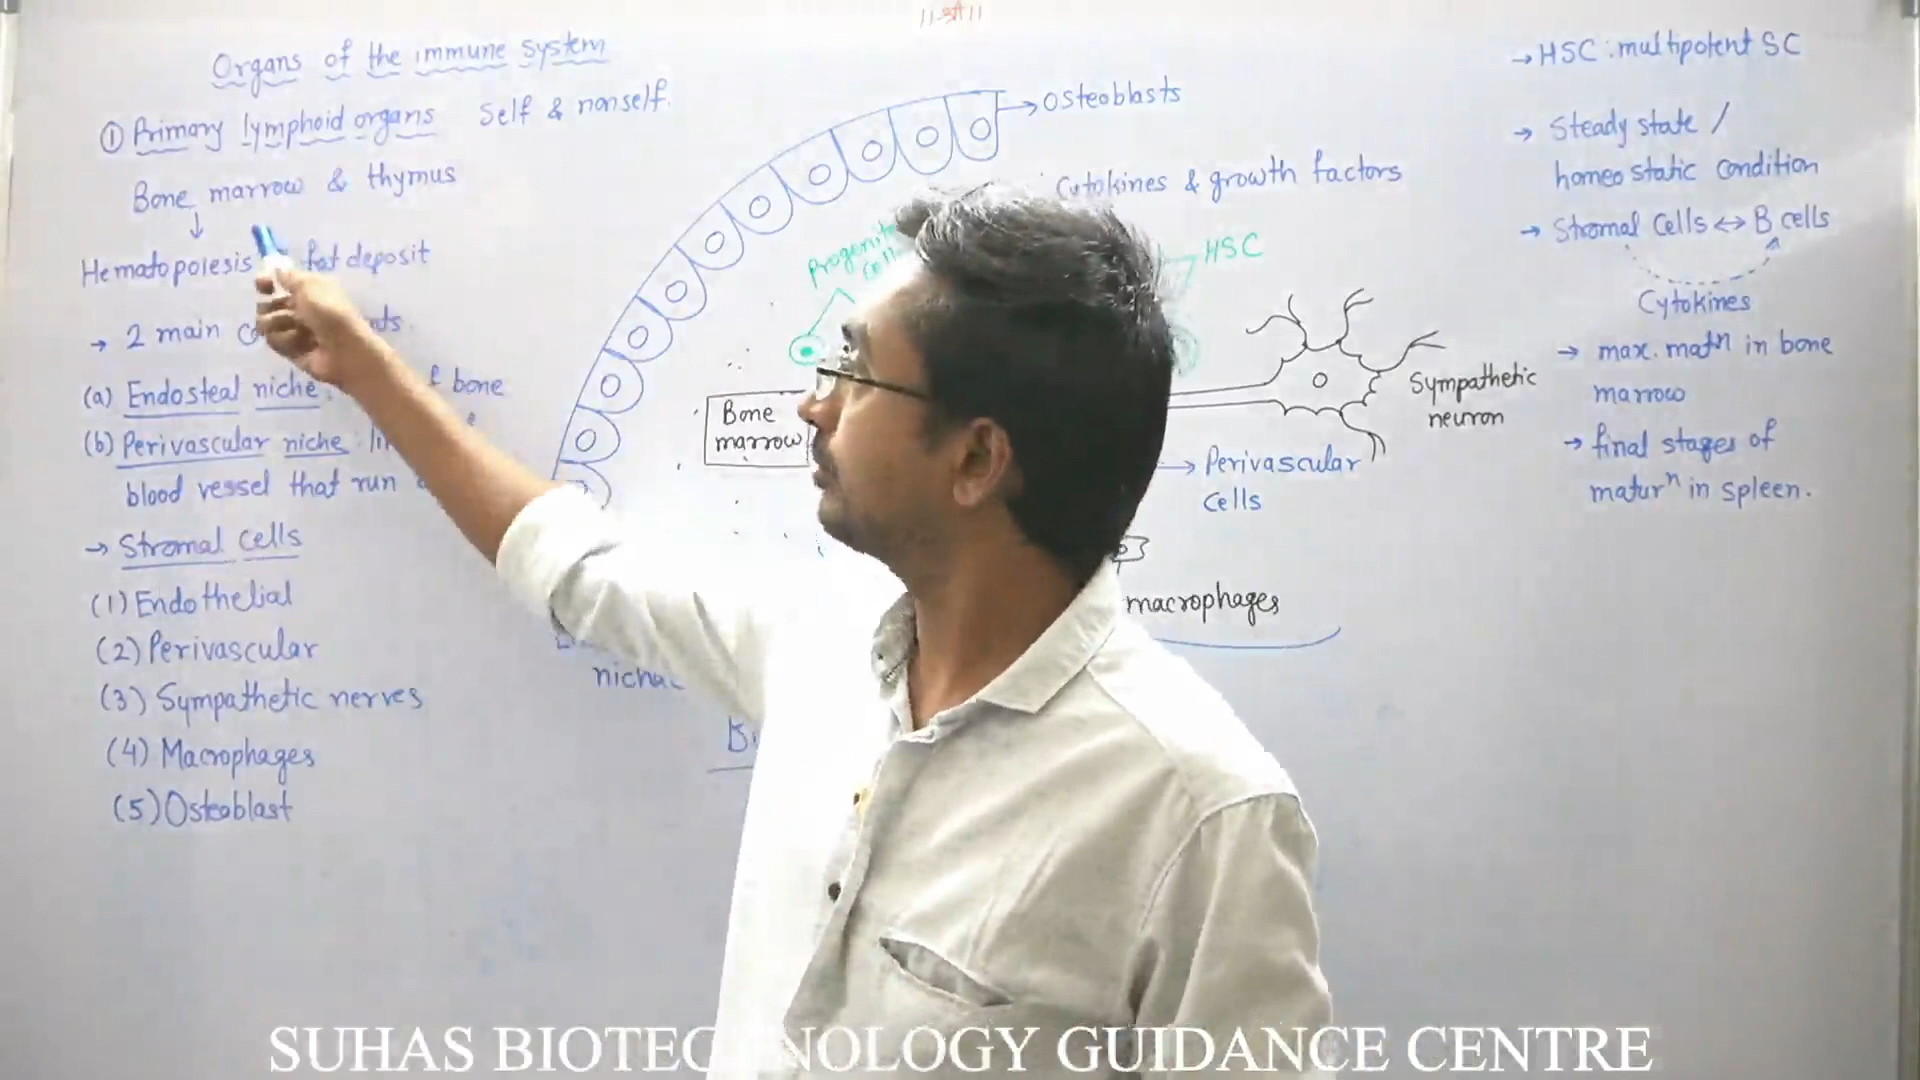 ॥श्री॥
Organs of the immune system
① Primary lymphoid organs Self & nonself.
Bone marrow & thymus
↓
Hematopoiesis fat deposit
→ 2 main
(a) Endosteal niche bone
(b) Perivascular niche :
blood vessel that run
→ Stromal cells
(1) Endothelial
(2) Perivascular
(3) Sympathetic nerves
(4) Macrophages
(5) Osteoblast
→ Osteoblasts
Cytokines & growth factors
HSC
Bone
marrow
Sympathetic
neuron
→ Perivascular
cells
macrophages
→ HSC : multipotent SC
→ Steady state /
homeostatic condition
→ Stromal cells ↔ B cells
Cytokines
→ max. matⁿ in bone
marrow
→ final stages of
maturⁿ in spleen.
SUHAS GUIDANCE CENTRE